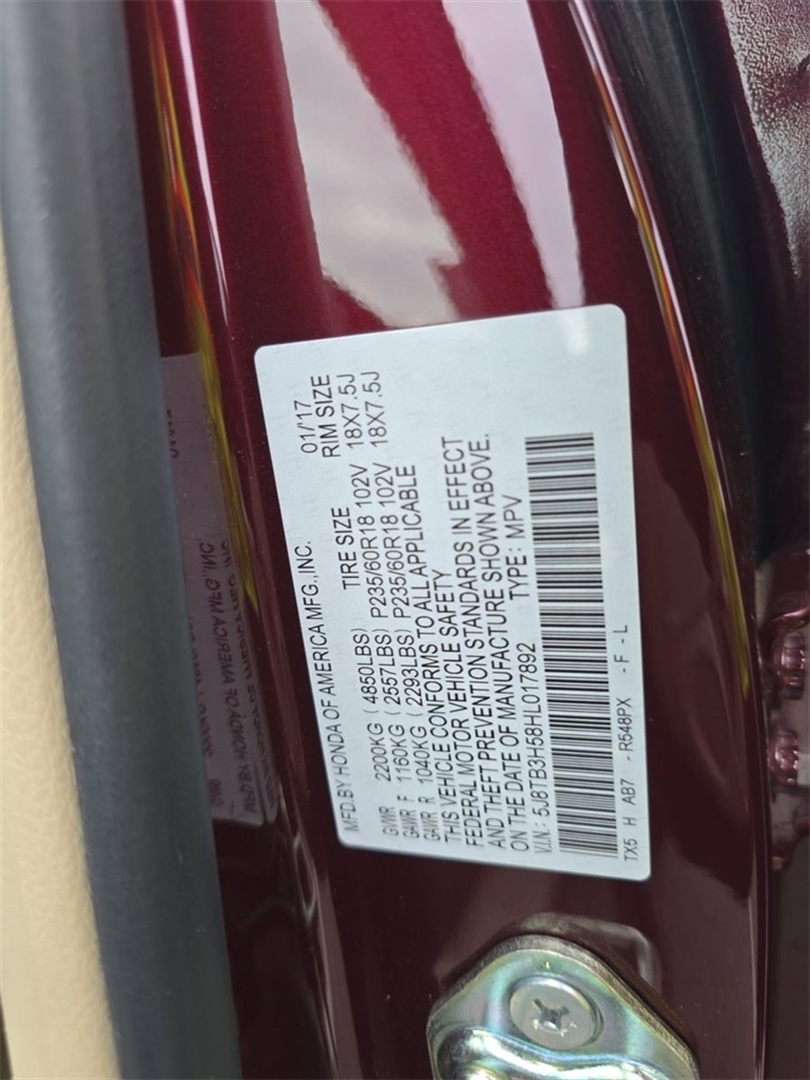 MFD.BY HONDA OF AMERICA MFG.,INC. 01/'17
TIRE SIZE RIM SIZE
GVWR 2200KG ( 4850LBS)
GAWR F 1160KG ( 2557LBS) P235/60R18 102V 18X7.5J
GAWR R 1040KG ( 2293LBS) P235/60R18 102V 18X7.5J
THIS VEHICLE CONFORMS TO ALL APPLICABLE
FEDERAL MOTOR VEHICLE SAFETY
AND THEFT PREVENTION STANDARDS IN EFFECT
ON THE DATE OF MANUFACTURE SHOWN ABOVE.
V.I.N.: 5J8TB3H58HL017892 TYPE: MPV
TX5 H AB7 -R548PX -F -L